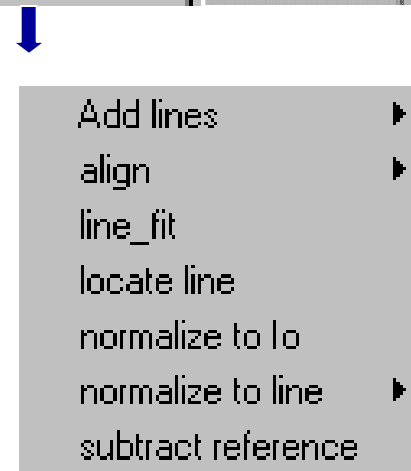 Add lines
align
line_fit
locate line
normalize to Io
normalize to line
subtract reference